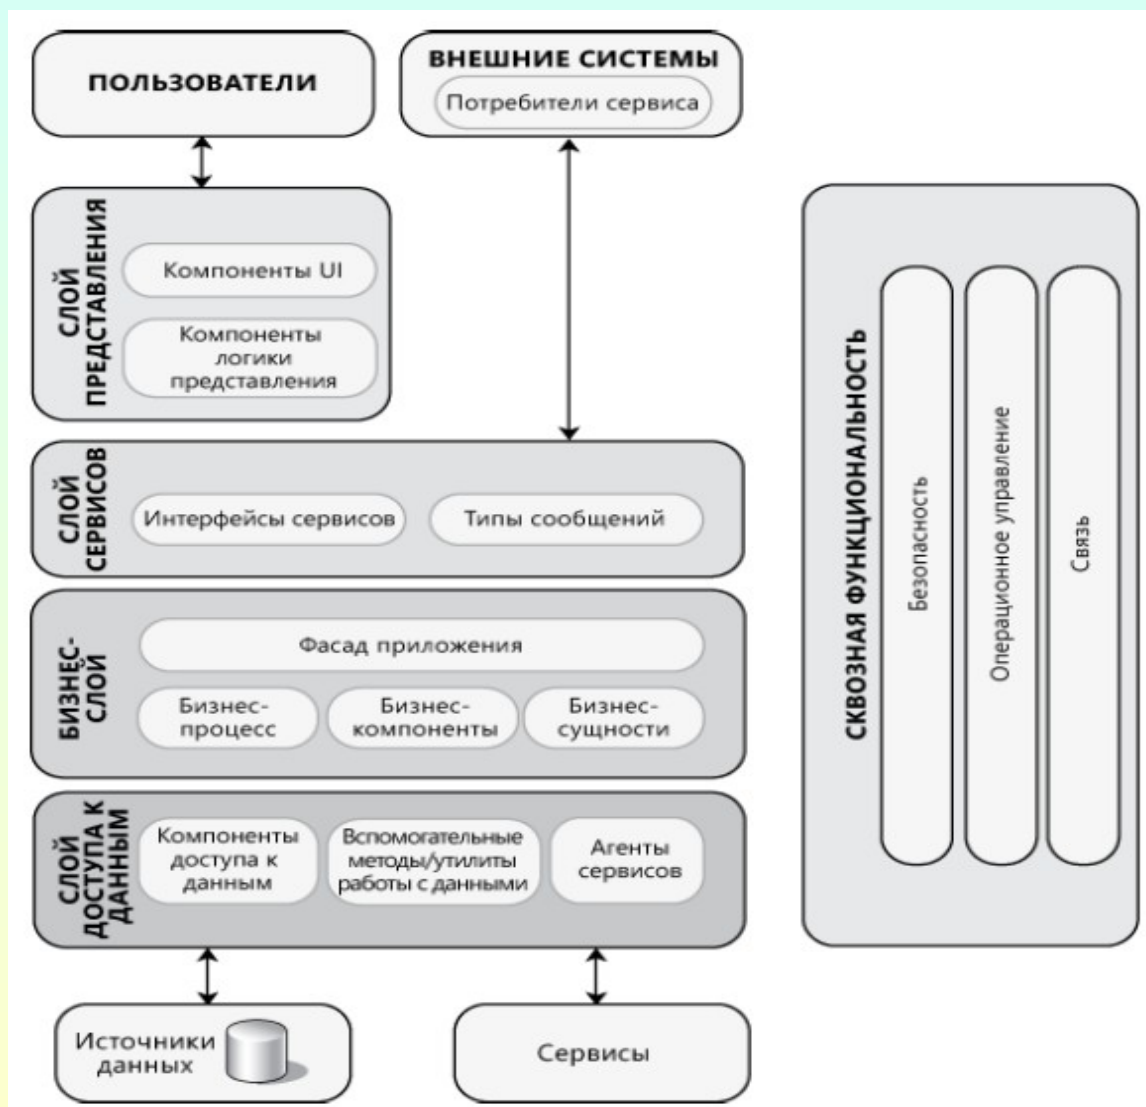 ПОЛЬЗОВАТЕЛИ
ВНЕШНИЕ СИСТЕМЫ
Потребители сервиса
СЛОЙ
ПРЕДСТАВЛЕНИЯ
Компоненты UI
Компоненты
логики
представления
СЛОЙ
СЕРВИСОВ
Интерфейсы сервисов
Типы сообщений
БИЗНЕС-
СЛОЙ
Фасад приложения
Бизнес-
процесс
Бизнес-
компоненты
Бизнес-
сущности
СЛОЙ
ДОСТУПА К
ДАННЫМ
Компоненты
доступа к
данным
Вспомогательные
методы/утилиты
работы с данными
Агенты
сервисов
Источники
данных
Сервисы
СКВОЗНАЯ ФУНКЦИОНАЛЬНОСТЬ
Безопасность
Операционное управление
Связь